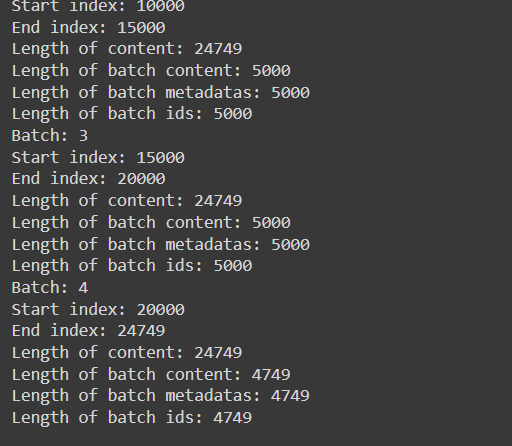 Start index: 10000
End index: 15000
Length of content: 24749
Length of batch content: 5000
Length of batch metadatas: 5000
Length of batch ids: 5000
Batch: 3
Start index: 15000
End index: 20000
Length of content: 24749
Length of batch content: 5000
Length of batch metadatas: 5000
Length of batch ids: 5000
Batch: 4
Start index: 20000
End index: 24749
Length of content: 24749
Length of batch content: 4749
Length of batch metadatas: 4749
Length of batch ids: 4749